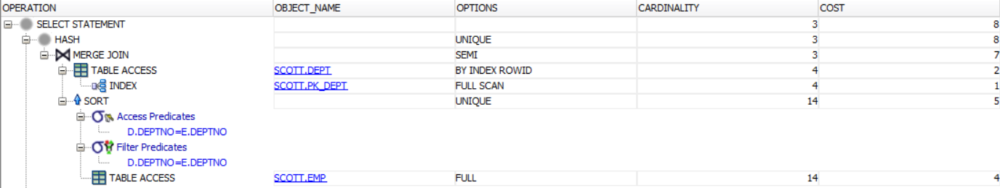 OPERATION OBJECT_NAME OPTIONS CARDINALITY COST
SELECT STATEMENT 3 8
HASH UNIQUE 3 8
MERGE JOIN SEMI 3 7
TABLE ACCESS SCOTT.DEPT BY INDEX ROWID 4 2
INDEX SCOTT.PK_DEPT FULL SCAN 4 1
SORT UNIQUE 14 5
Access Predicates
D.DEPTNO=E.DEPTNO
Filter Predicates
D.DEPTNO=E.DEPTNO
TABLE ACCESS SCOTT.EMP FULL 14 4